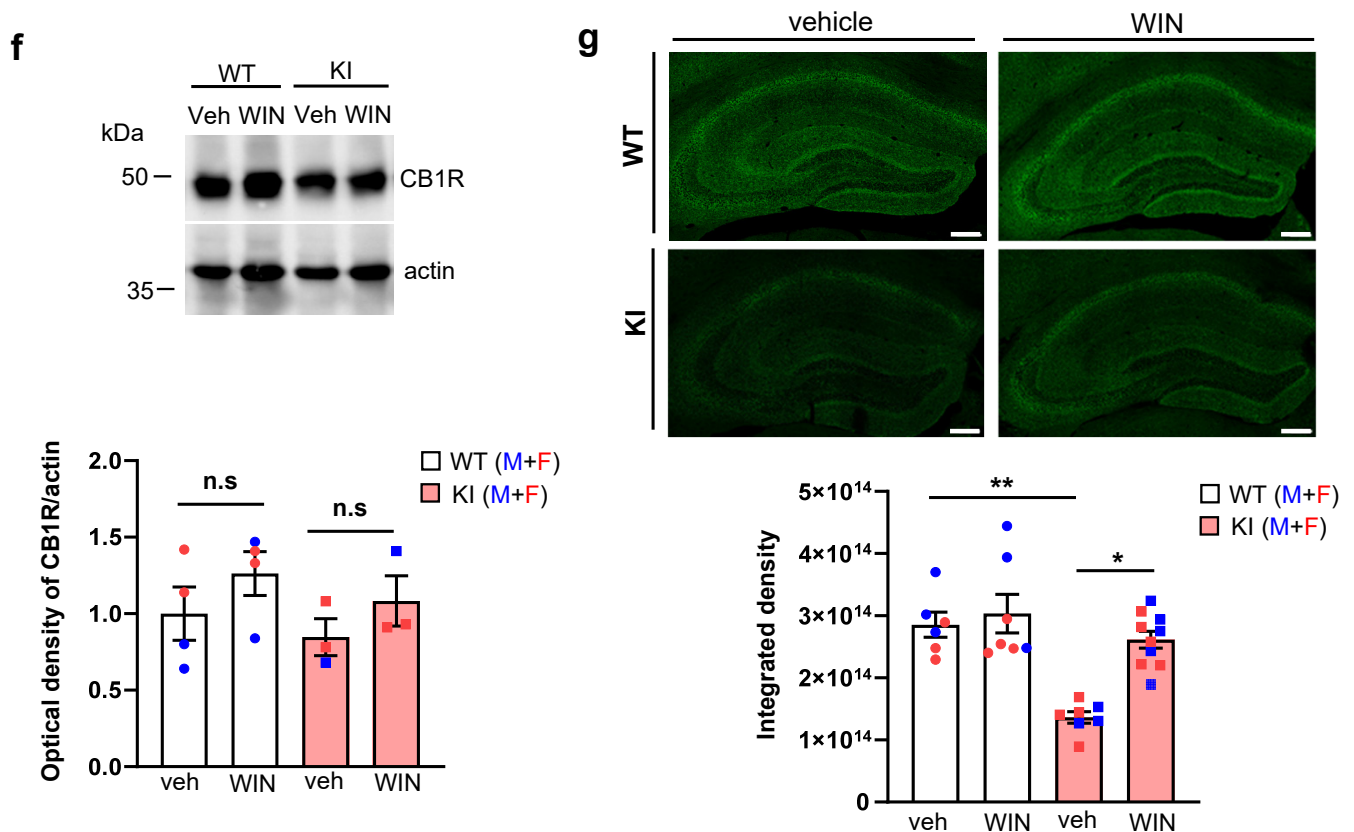 f
WT KI
Veh WIN Veh WIN
kDa
50
CB1R
35
actin
Optical density of CB1R/actin
2.0
1.5
1.0
0.5
0.0
n.s
n.s
WT (M+F)
KI (M+F)
veh WIN veh WIN
g
vehicle WIN
WT
KI
Integrated density
5×10¹⁴
4×10¹⁴
3×10¹⁴
2×10¹⁴
1×10¹⁴
0
**
*
WT (M+F)
KI (M+F)
veh WIN veh WIN